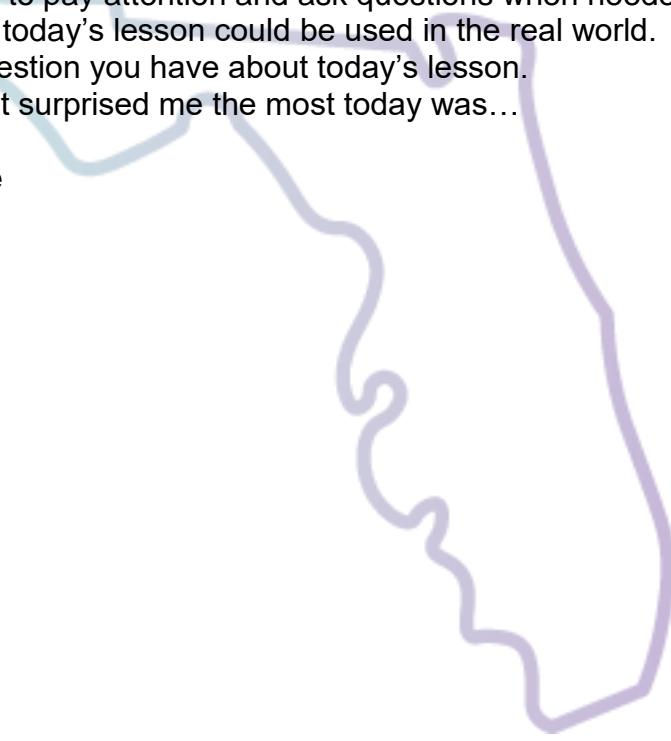 to pay attention and ask questions when neede
today’s lesson could be used in the real world.
estion you have about today’s lesson.
t surprised me the most today was…
e